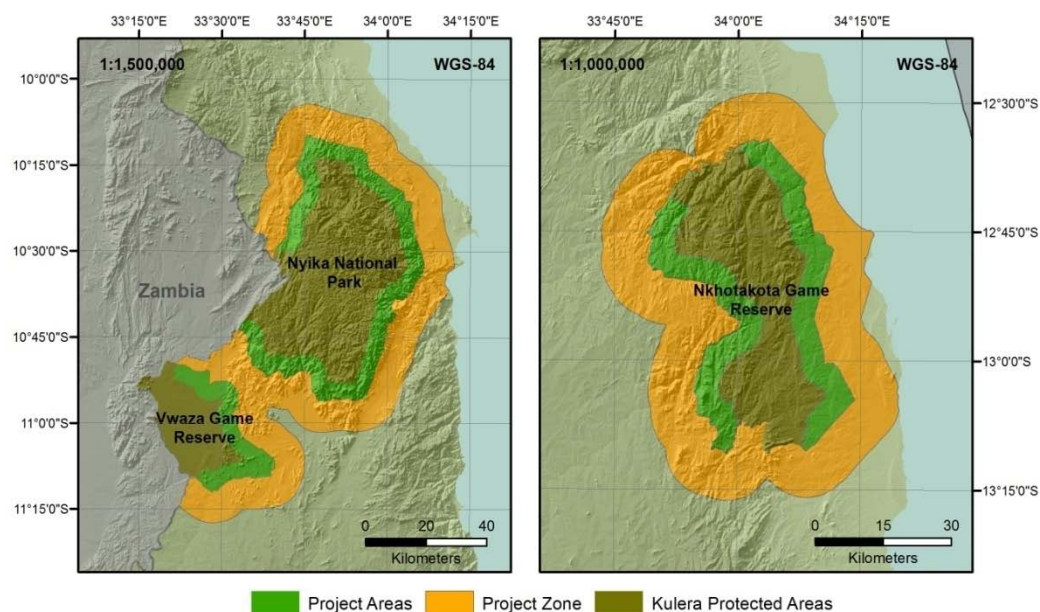 33°15'0"E 33°30'0"E 33°45'0"E 34°0'0"E 34°15'0"E
1:1,500,000 WGS-84
10°0'0"S
10°15'0"S
10°30'0"S
10°45'0"S
11°0'0"S
11°15'0"S
Zambia
Nyika National
Park
Vwaza Game
Reserve
0 20 40
Kilometers
33°45'0"E 34°0'0"E 34°15'0"E
1:1,000,000 WGS-84
12°30'0"S
12°45'0"S
13°0'0"S
13°15'0"S
Nkhotakota Game
Reserve
0 15 30
Kilometers
Project Areas Project Zone Kulera Protected Areas